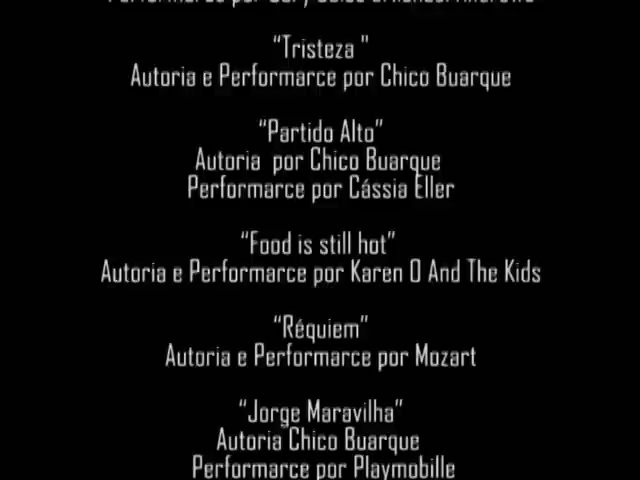 “Tristeza "
Autoria e Performarce por Chico Buarque
“Partido Alto”
Autoria por Chico Buarque
Performarce por Cássia Eller
“Food is still hot”
Autoria e Performarce por Karen O And The Kids
“Réquiem”
Autoria e Performarce por Mozart
“Jorge Maravilha”
Autoria Chico Buarque
Performarce por Playmobille